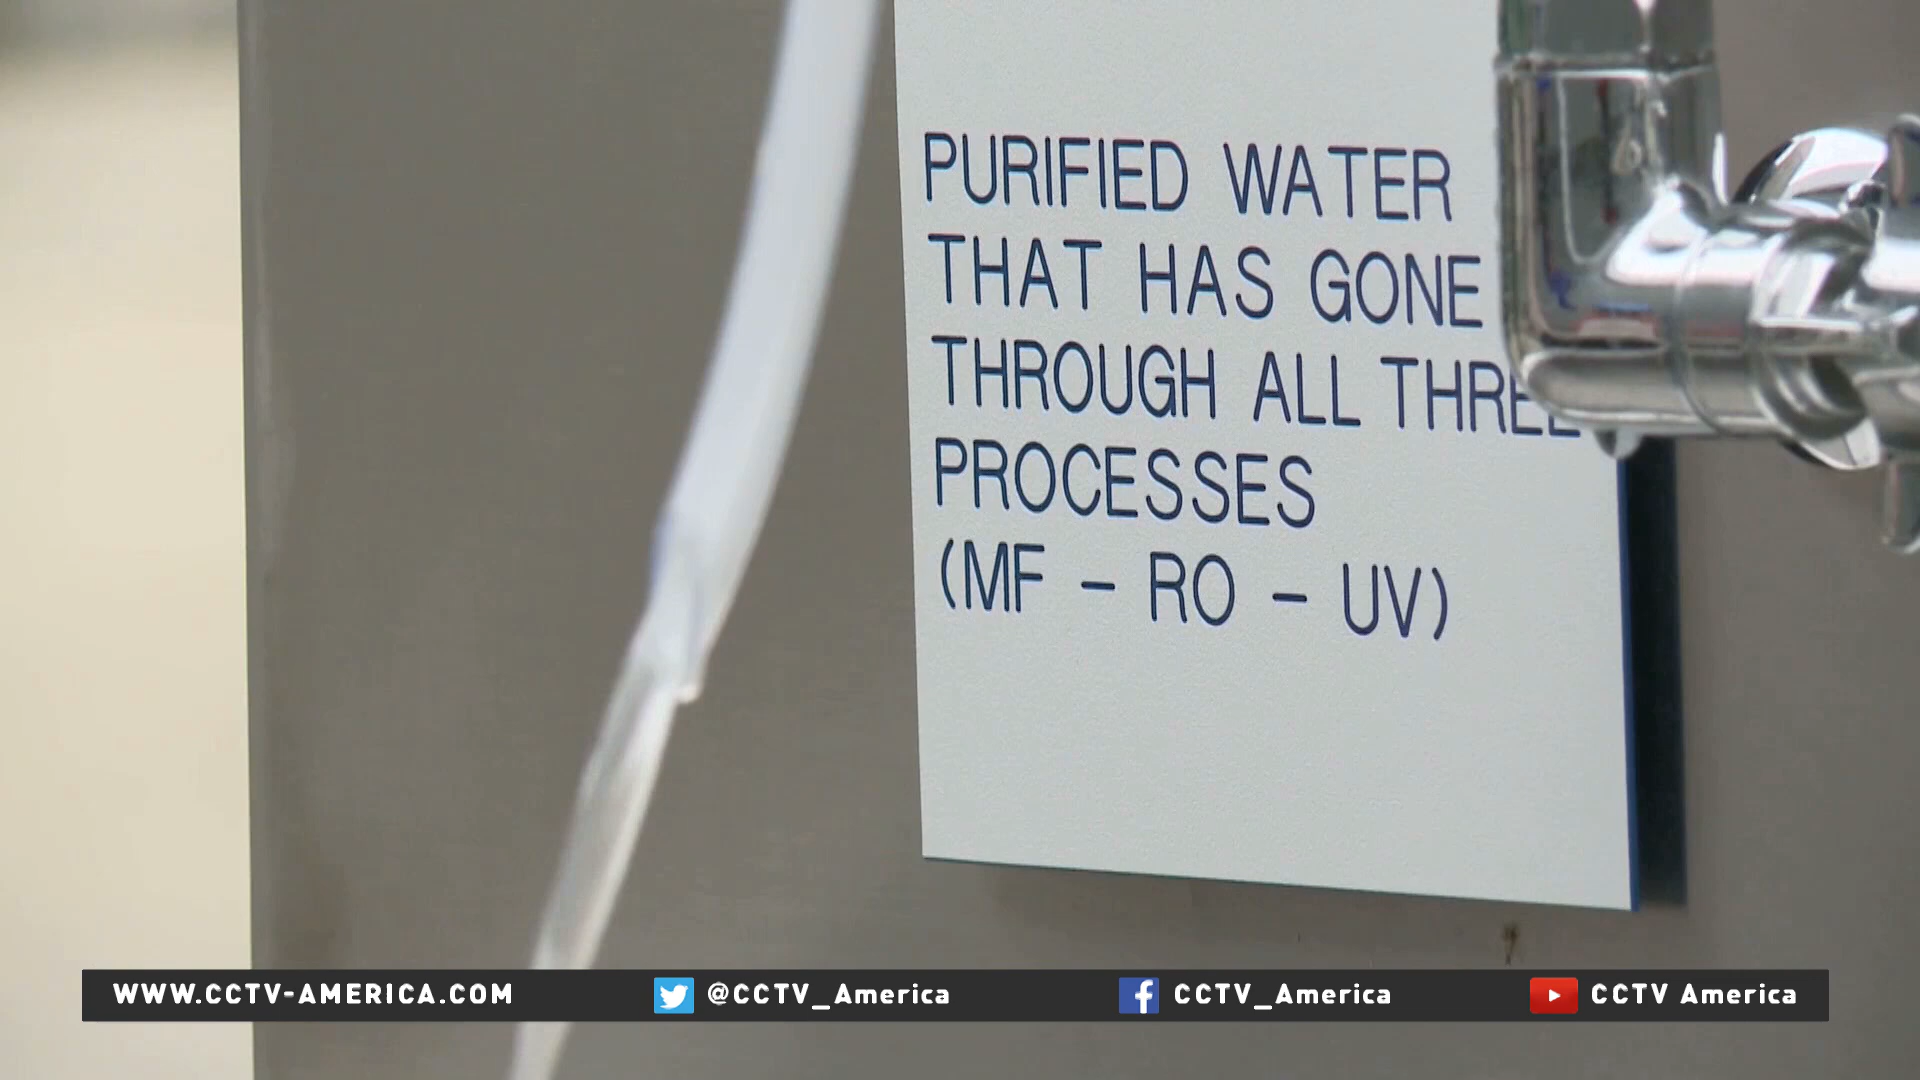 PURIFIED WATER
THAT HAS GONE
THROUGH ALL THREE
PROCESSES
(MF – RO – UV)
WWW.CCTV-AMERICA.COM @CCTV_America CCTV_America CCTV America